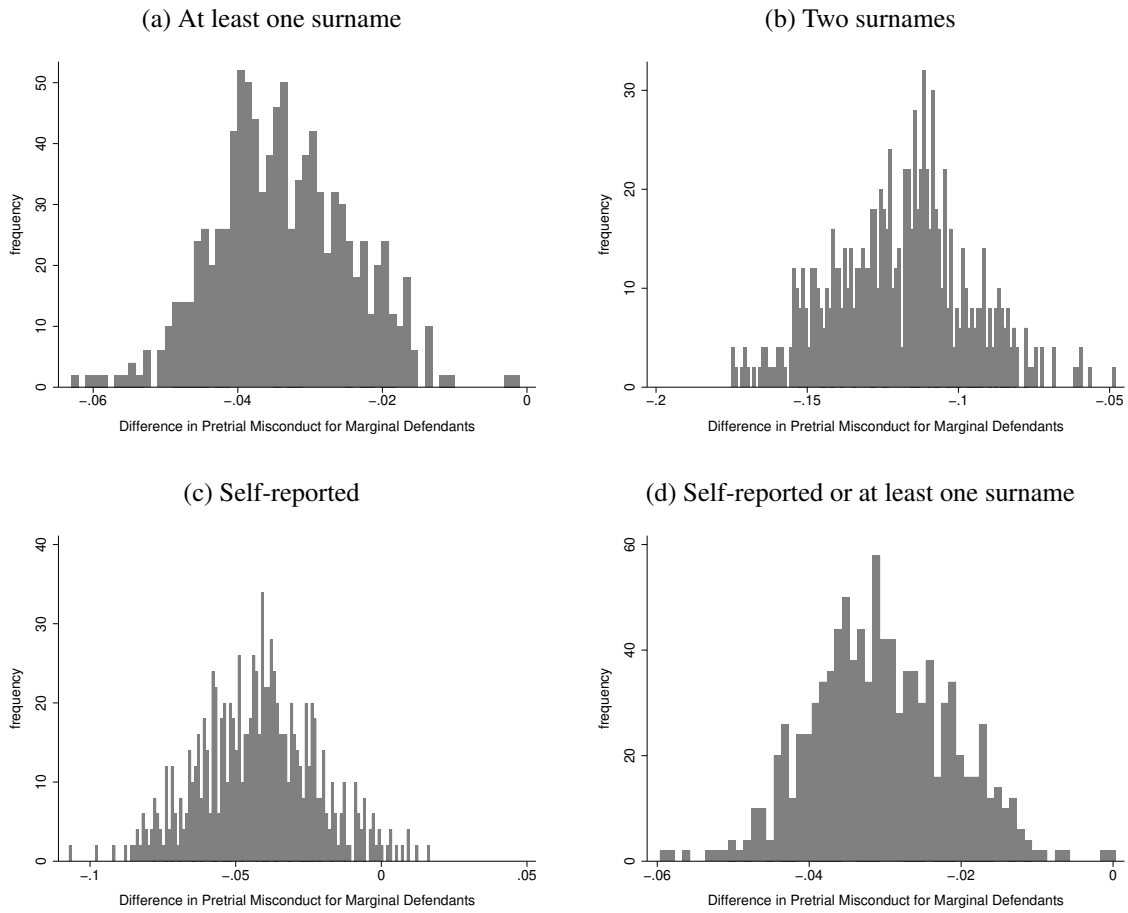 (a) At least one surname
50
40
30
20
10
0
frequency
−.06 −.04 −.02 0
Difference in Pretrial Misconduct for Marginal Defendants
(b) Two surnames
30
20
10
0
frequency
−.2 −.15 −.1 −.05
Difference in Pretrial Misconduct for Marginal Defendants
(c) Self-reported
40
30
20
10
0
frequency
−.1 −.05 0 .05
Difference in Pretrial Misconduct for Marginal Defendants
(d) Self-reported or at least one surname
60
40
20
0
frequency
−.06 −.04 −.02 0
Difference in Pretrial Misconduct for Marginal Defendants